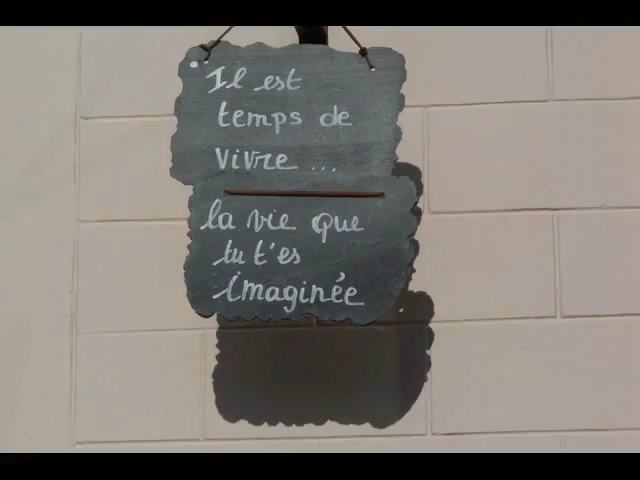 Il est
temps de
vivre ...
la vie que
tu t'es
imaginée